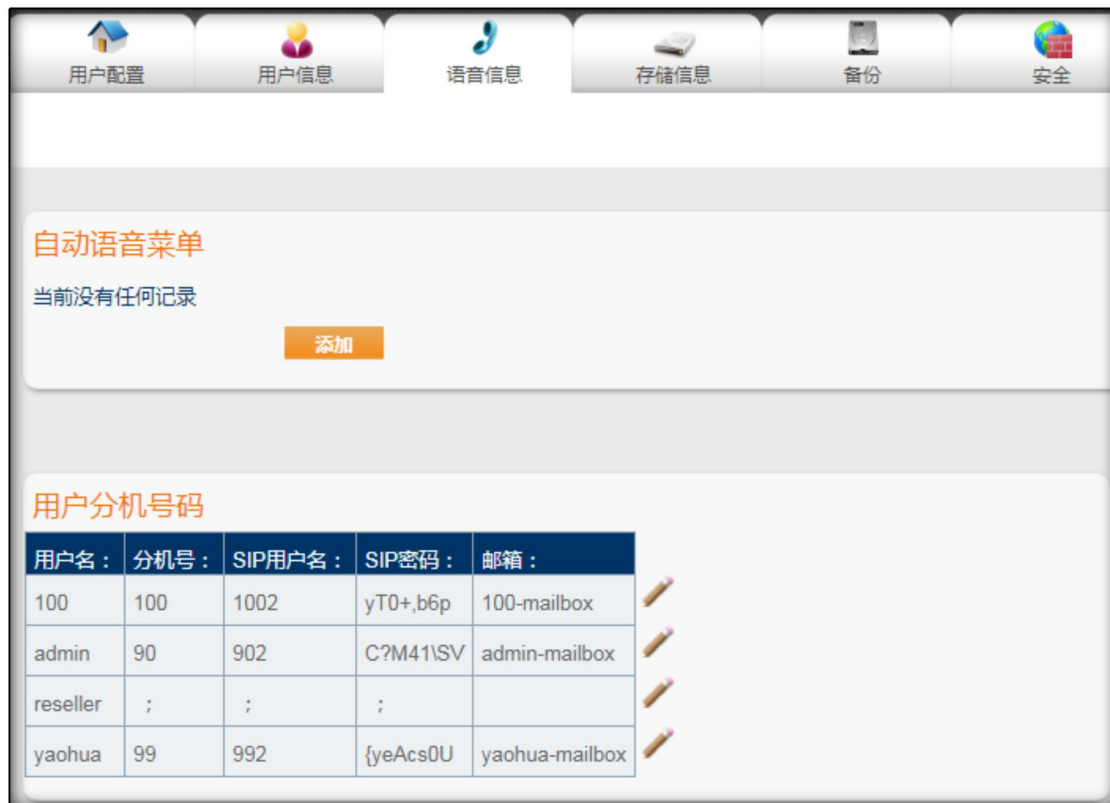 用户配置 用户信息 语音信息 存储信息 备份 安全
自动语音菜单
当前没有任何记录
添加
用户分机号码
用户名： 分机号： SIP用户名： SIP密码： 邮箱：
100 100 1002 yT0+,b6p 100-mailbox
admin 90 902 C?M41\SV admin-mailbox
reseller ; ; ;
yaohua 99 992 {yeAcs0U yaohua-mailbox